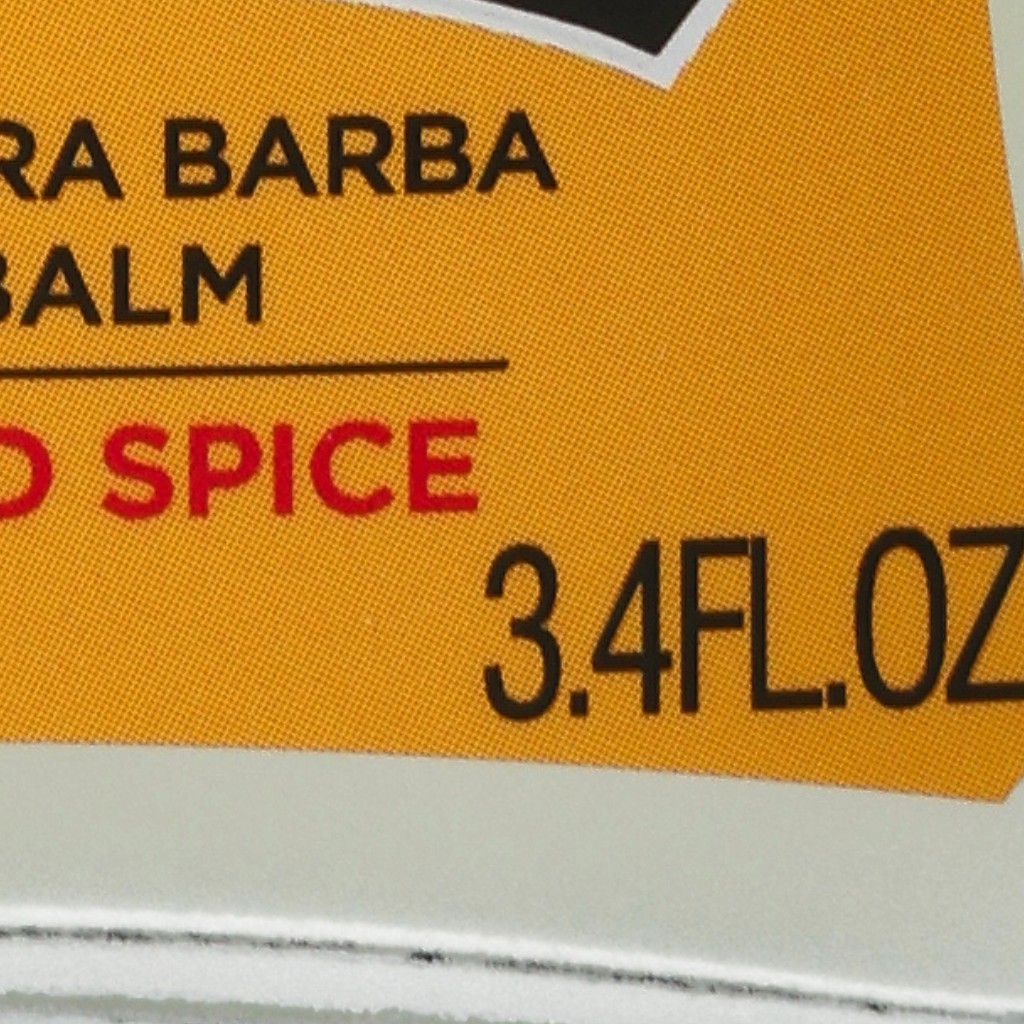 RA BARBA
BALM
D SPICE
3.4FL.OZ